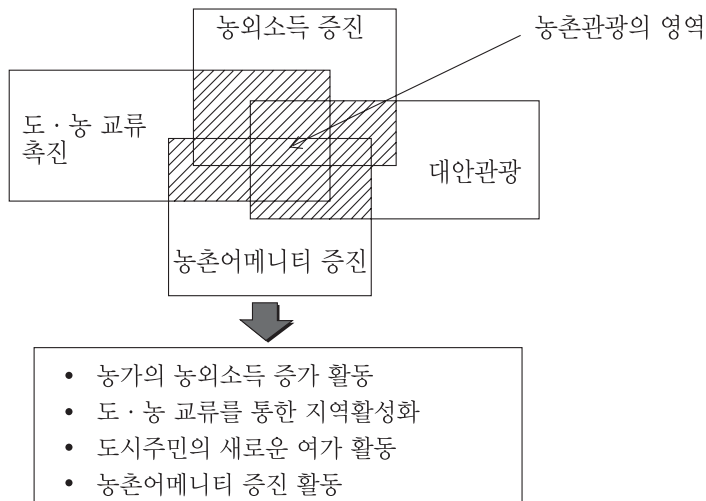 농외소득 증진
농촌관광의 영역
도 · 농 교류
촉진
대안관광
농촌어메니티 증진
• 농가의 농외소득 증가 활동
• 도 · 농 교류를 통한 지역활성화
• 도시주민의 새로운 여가 활동
• 농촌어메니티 증진 활동